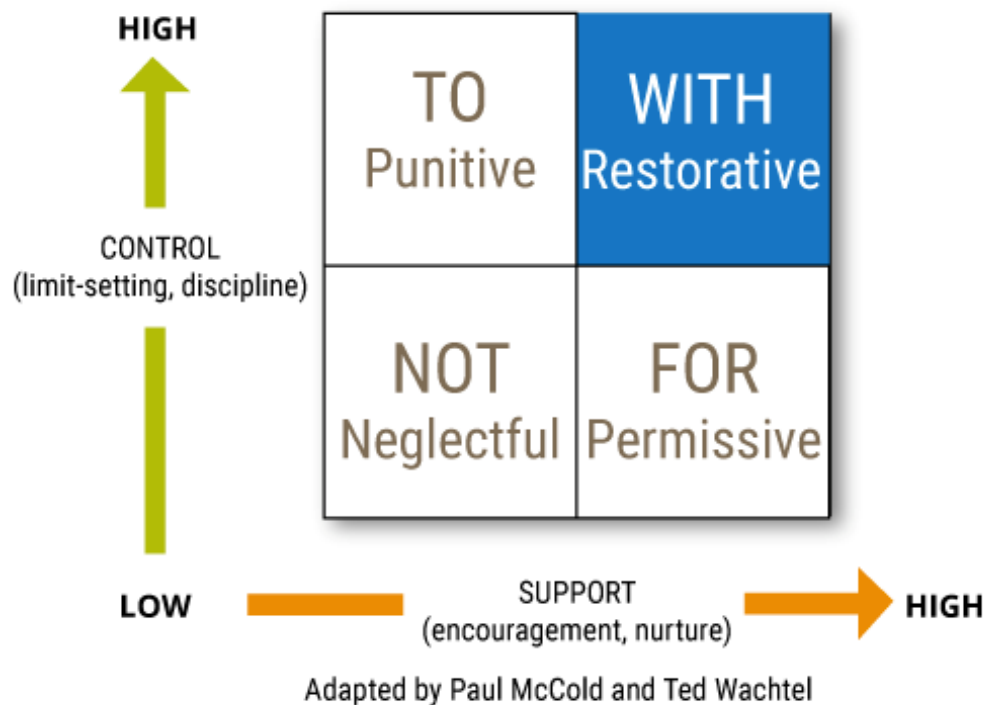 HIGH
TO
Punitive
WITH
Restorative
CONTROL
(limit-setting, discipline)
NOT
Neglectful
FOR
Permissive
LOW
SUPPORT
(encouragement, nurture)
HIGH
Adapted by Paul McCold and Ted Wachtel